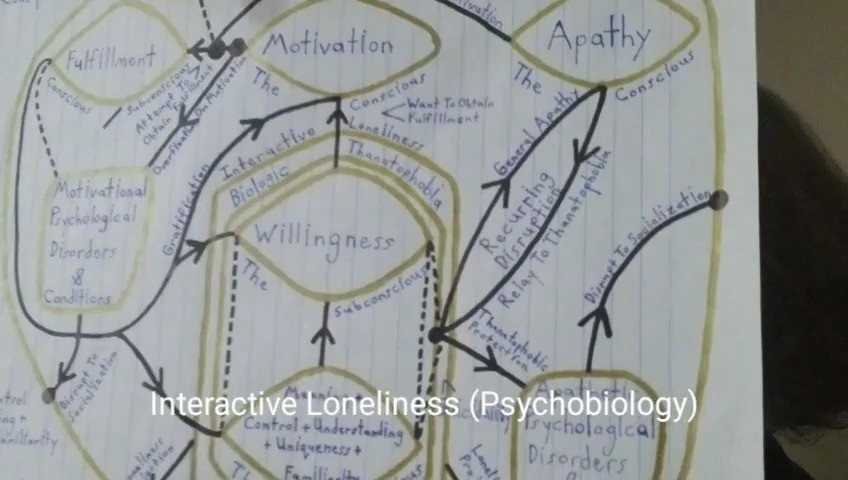 Fulfillment
Conscious
Subconscious
Attempt To
Obtain Fulfillment
Overfixation On Motivation
Motivation
The
Conscious
Want To Obtain
Fulfillment
Apathy
The
Conscious
General Apathy
Recurring
Disruption
Relay To Thanatophobia
Disrupt To Socialization
Motivational
Psychological
Disorders
&
Conditions
Gratification
Interactive Loneliness
Biologic Thanatophobia
Willingness
The
Subconscious
Thanatophobic
Protection
Disrupt To
Socialization
Control + Understanding
+ Uniqueness +
Familiarity
Psychological
Disorders
Interactive Loneliness (Psychobiology)